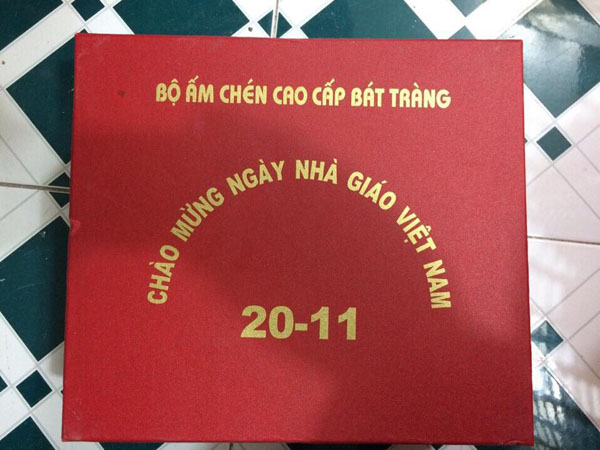 BỘ ẤM CHÉN CAO CẤP BÁT TRÀNG
CHÀO MỪNG NGÀY NHÀ GIÁO VIỆT NAM
20-11